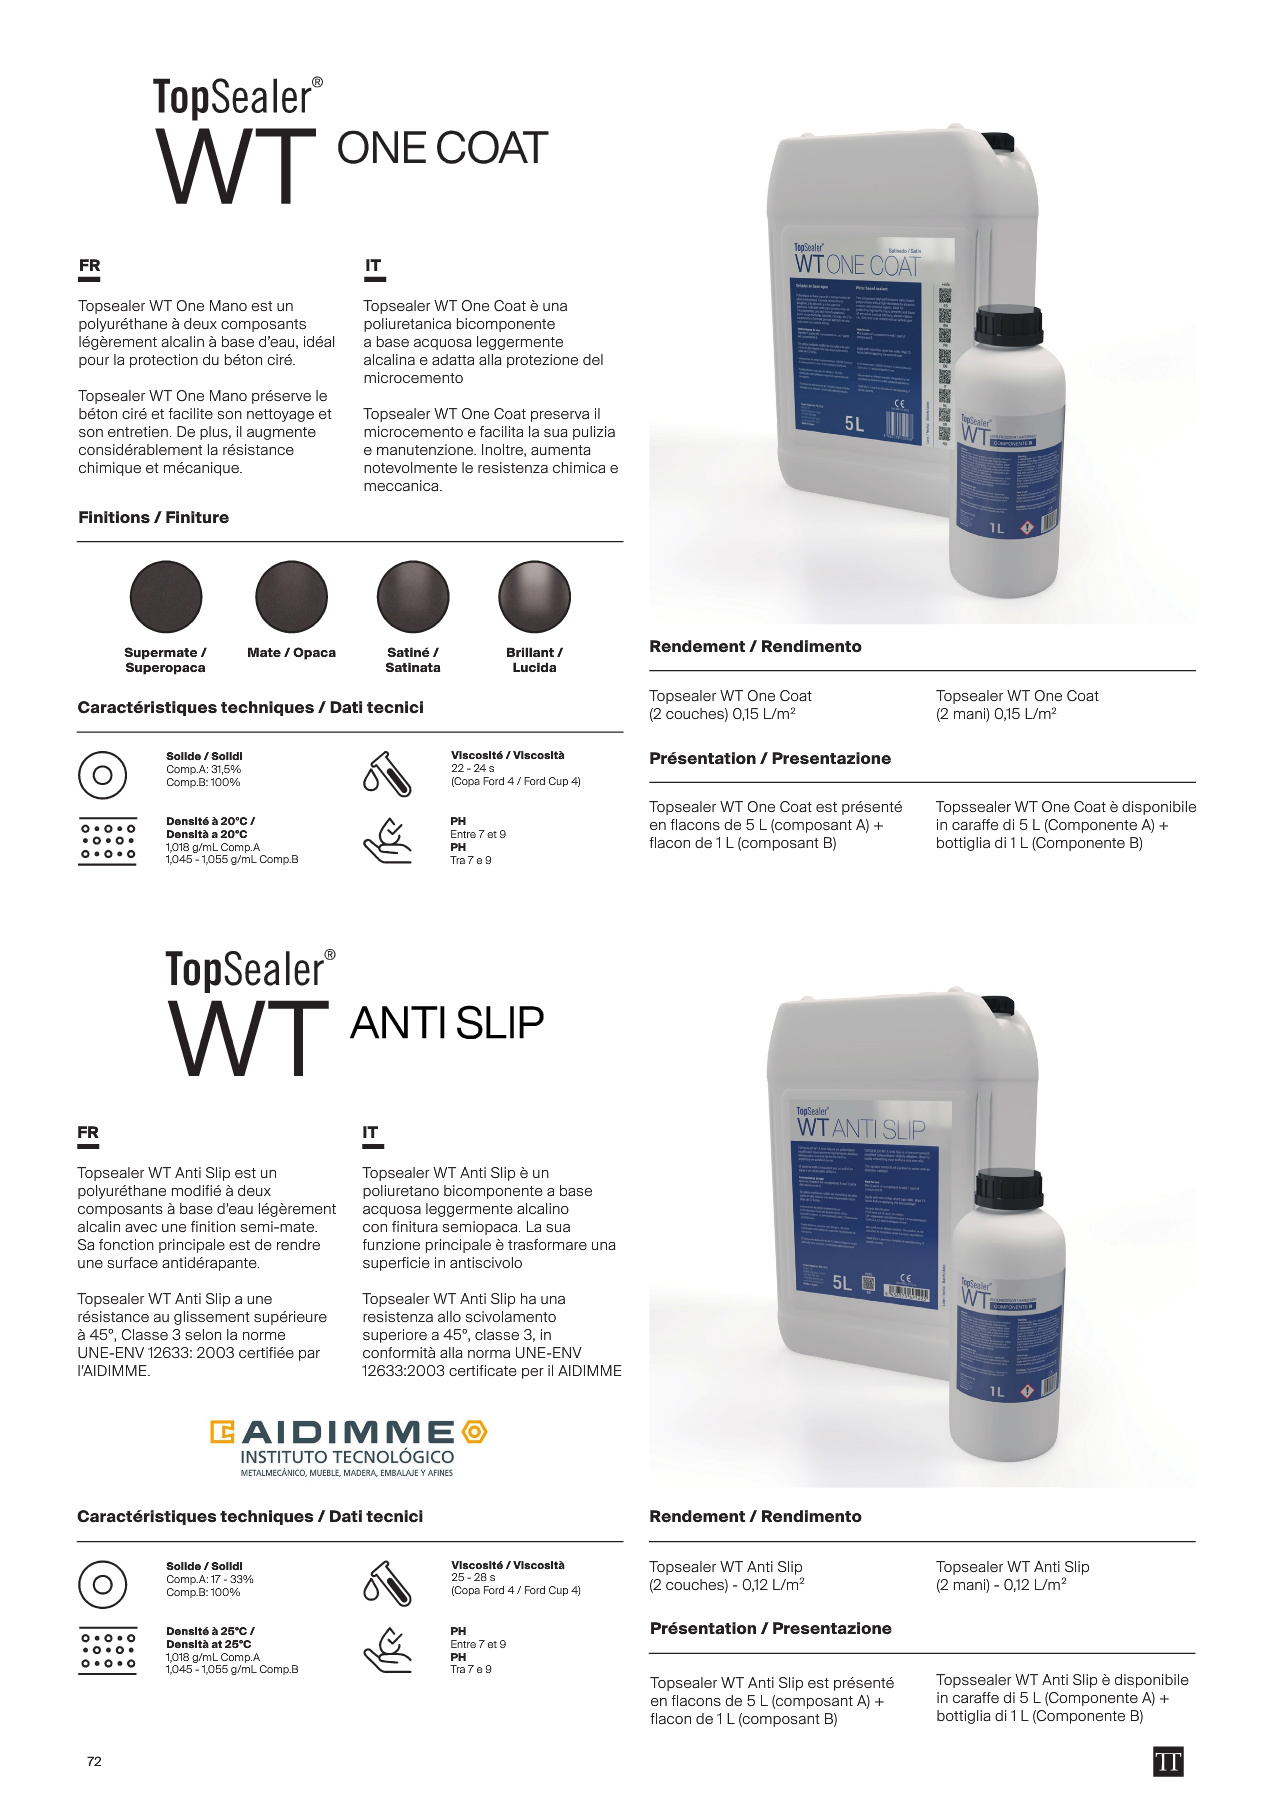 TopSealer®
WT ONE COAT
FR
Topsealer WT One Mano est un
polyuréthane à deux composants
légèrement alcalin à base d'eau, idéal
pour la protection du béton ciré.
Topsealer WT One Mano préserve le
béton ciré et facilite son nettoyage et
son entretien. De plus, il augmente
considérablement la résistance
chimique et mécanique.
IT
Topsealer WT One Coat è una
poliuretanica bicomponente
a base acquosa leggermente
alcalina e adatta alla protezione del
microcemento
Topsealer WT One Coat preserva il
microcemento e facilita la sua pulizia
e manutenzione. Inoltre, aumenta
notevolmente le resistenza chimica e
meccanica.
Finitions / Finiture
Supermate /
Superopaca
Mate / Opaca
Satiné /
Satinata
Brillant /
Lucida
Caractéristiques techniques / Dati tecnici
Solide / Solidi
Comp.A: 31,5%
Comp.B: 100%
Viscosité / Viscosità
22 - 24 s
(Copa Ford 4 / Ford Cup 4)
Densité à 20ºC /
Densità a 20ºC
1,018 g/mL Comp.A
1,045 - 1,055 g/mL Comp.B
PH
Entre 7 et 9
PH
Tra 7 e 9
TopSealer®
WT ONE COAT
Satinado / Satin
5L
CE
TopSealer®
WT
COMPONENTE B
1L
Rendement / Rendimento
Topsealer WT One Coat
(2 couches) 0,15 L/m²
Topsealer WT One Coat
(2 mani) 0,15 L/m²
Présentation / Presentazione
Topsealer WT One Coat est présenté
en flacons de 5 L (composant A) +
flacon de 1 L (composant B)
Topssealer WT One Coat è disponibile
in caraffe di 5 L (Componente A) +
bottiglia di 1 L (Componente B)
TopSealer®
WT ANTI SLIP
FR
Topsealer WT Anti Slip est un
polyuréthane modifié à deux
composants à base d'eau légèrement
alcalin avec une finition semi-mate.
Sa fonction principale est de rendre
une surface antidérapante.
Topsealer WT Anti Slip a une
résistance au glissement supérieure
à 45º, Classe 3 selon la norme
UNE-ENV 12633: 2003 certifiée par
l'AIDIMME.
IT
Topsealer WT Anti Slip è un
poliuretano bicomponente a base
acquosa leggermente alcalino
con finitura semiopaca. La sua
funzione principale è trasformare una
superficie in antiscivolo
Topsealer WT Anti Slip ha una
resistenza allo scivolamento
superiore a 45º, classe 3, in
conformità alla norma UNE-ENV
12633:2003 certificate per il AIDIMME
AIDIMME
INSTITUTO TECNOLÓGICO
METALMECÁNICO, MUEBLE, MADERA, EMBALAJE Y AFINES
Caractéristiques techniques / Dati tecnici
Solide / Solidi
Comp.A: 17 - 33%
Comp.B: 100%
Viscosité / Viscosità
25 - 28 s
(Copa Ford 4 / Ford Cup 4)
Densité à 25ºC /
Densità at 25ºC
1,018 g/mL Comp.A
1,045 - 1,055 g/mL Comp.B
PH
Entre 7 et 9
PH
Tra 7 e 9
TopSealer®
WT ANTI SLIP
5L
CE
TopSealer®
WT
COMPONENTE B
1L
Rendement / Rendimento
Topsealer WT Anti Slip
(2 couches) - 0,12 L/m²
Topsealer WT Anti Slip
(2 mani) - 0,12 L/m²
Présentation / Presentazione
Topsealer WT Anti Slip est présenté
en flacons de 5 L (composant A) +
flacon de 1 L (composant B)
Topssealer WT Anti Slip è disponibile
in caraffe di 5 L (Componente A) +
bottiglia di 1 L (Componente B)
72
TT